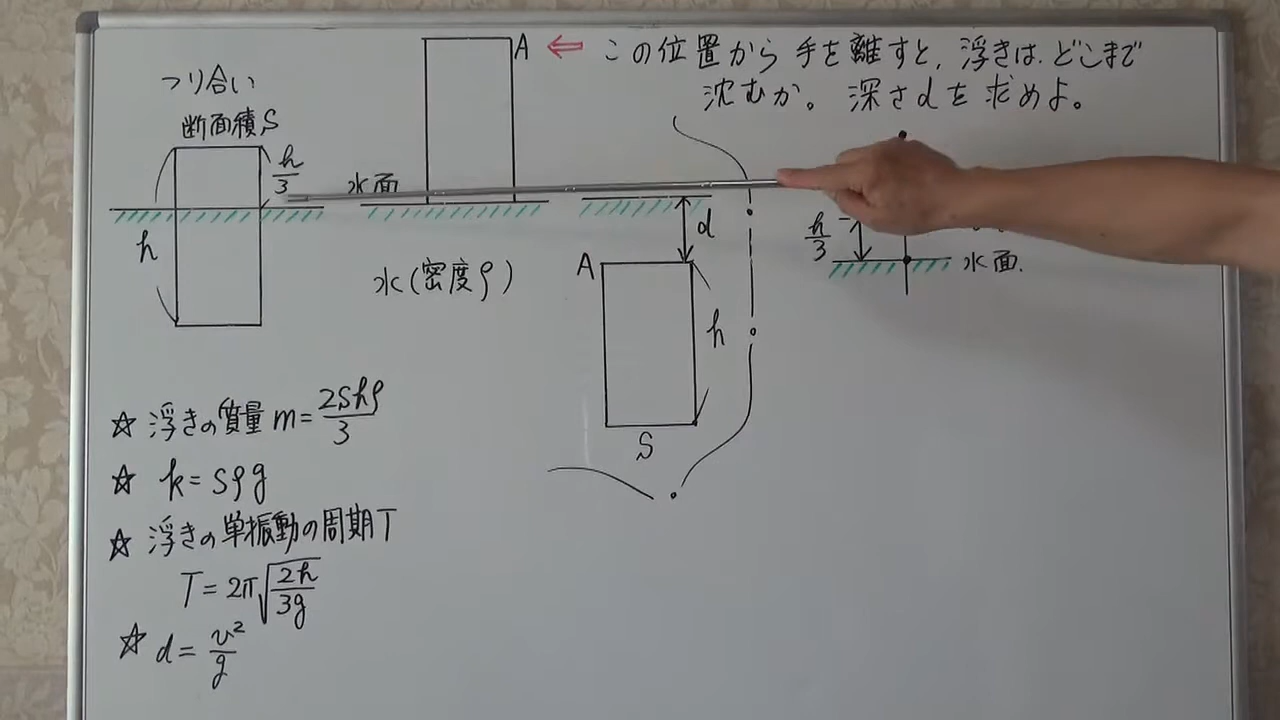 つり合い
断面積S
h/3
h
A
⇐ この位置から 手を離すと, 浮きは どこまで
沈むか。 深さdを 求めよ。
水面
水(密度ρ)
d
A
h
S
h/3
水面.
☆ 浮きの質量 m=2Shρ/3
☆ k=Sρg
☆ 浮きの単振動の周期T
T=2π√(2h/3g)
☆ d=v²/g